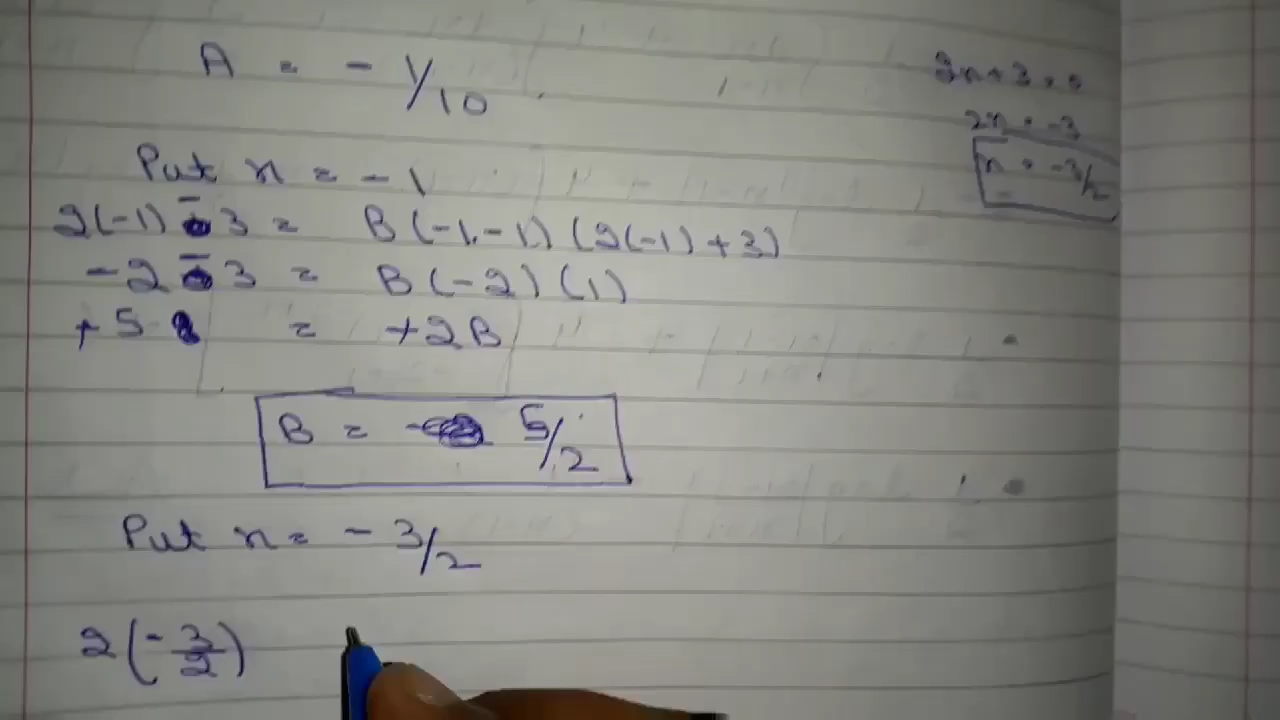 A = - 1/10
2x + 3 = 0
2x = -3
x = -3/2
Put x = -1
2(-1) - 3 = B(-1-1)(2(-1)+3)
-2 - 3 = B(-2)(1)
+5 = +2B
B = 5/2
Put x = - 3/2
2(-3/2)